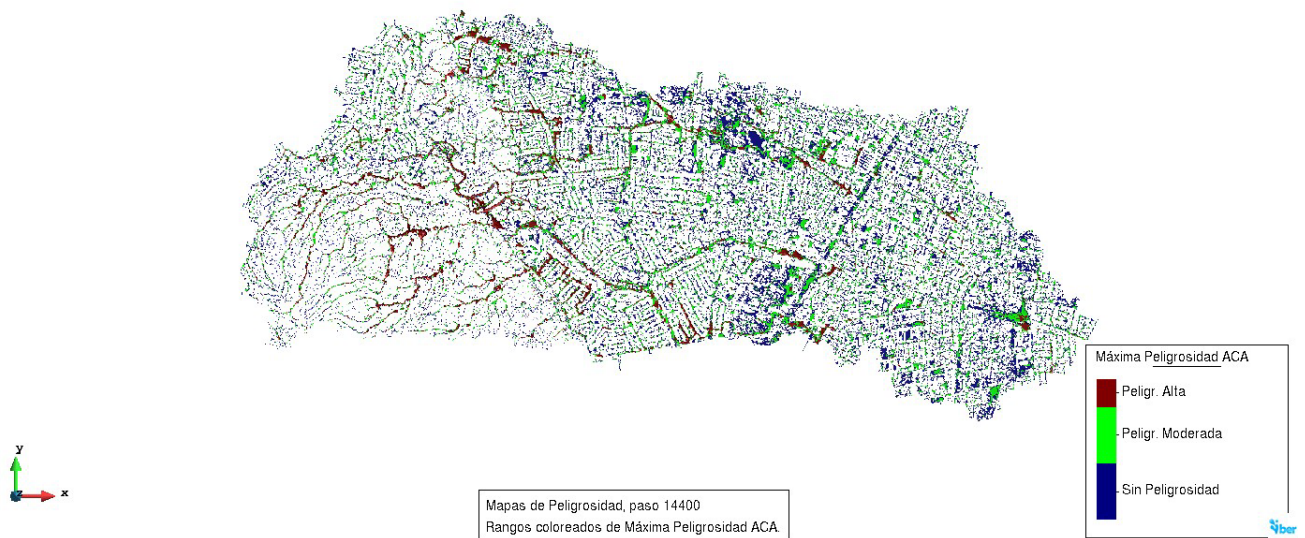 Máxima Peligrosidad ACA
Peligr. Alta
Peligr. Moderada
Sin Peligrosidad
y
z
x
Mapas de Peligrosidad, paso 14400
Rangos coloreados de Máxima Peligrosidad ACA.
iber